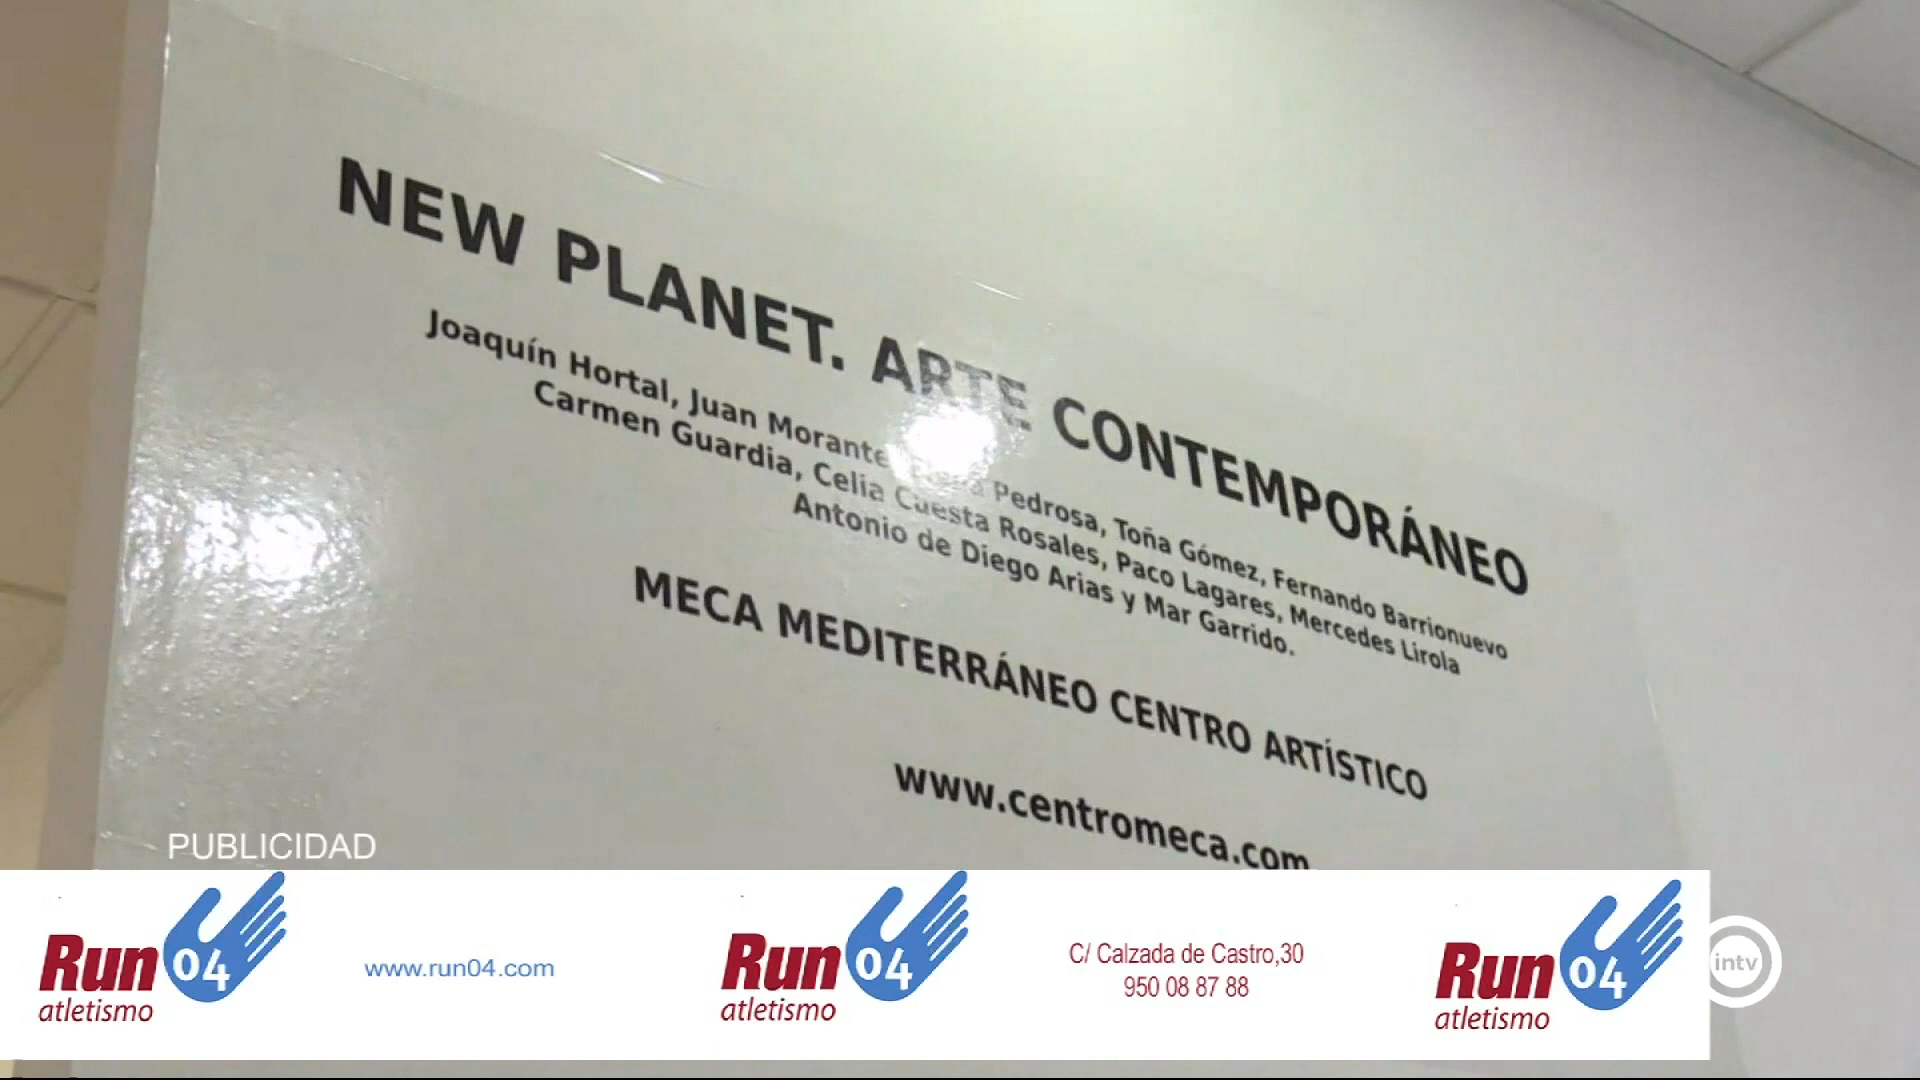 NEW PLANET. ARTE CONTEMPORÁNEO
Joaquín Hortal, Juan Morante Pedrosa, Toña Gómez, Fernando Barrionuevo
Carmen Guardia, Celia Cuesta Rosales, Paco Lagares, Mercedes Lirola
Antonio de Diego Arias y Mar Garrido.
MECA MEDITERRÁNEO CENTRO ARTÍSTICO
www.centromeca.com
PUBLICIDAD
Run 04
atletismo
www.run04.com
Run 04
atletismo
C/ Calzada de Castro,30
950 08 87 88
Run 04
atletismo
intv